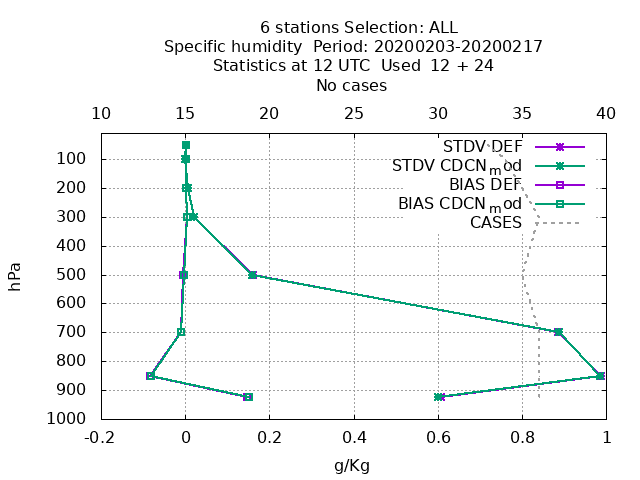 6 stations Selection: ALL
Specific humidity  Period: 20200203-20200217
Statistics at 12 UTC  Used  12 + 24
No cases
10 15 20 25 30 35 40
STDV DEF
STDV CDCNmod
BIAS DEF
BIAS CDCNmod
CASES
100
200
300
400
500
600
700
800
900
1000
hPa
-0.2 0 0.2 0.4 0.6 0.8 1
g/Kg